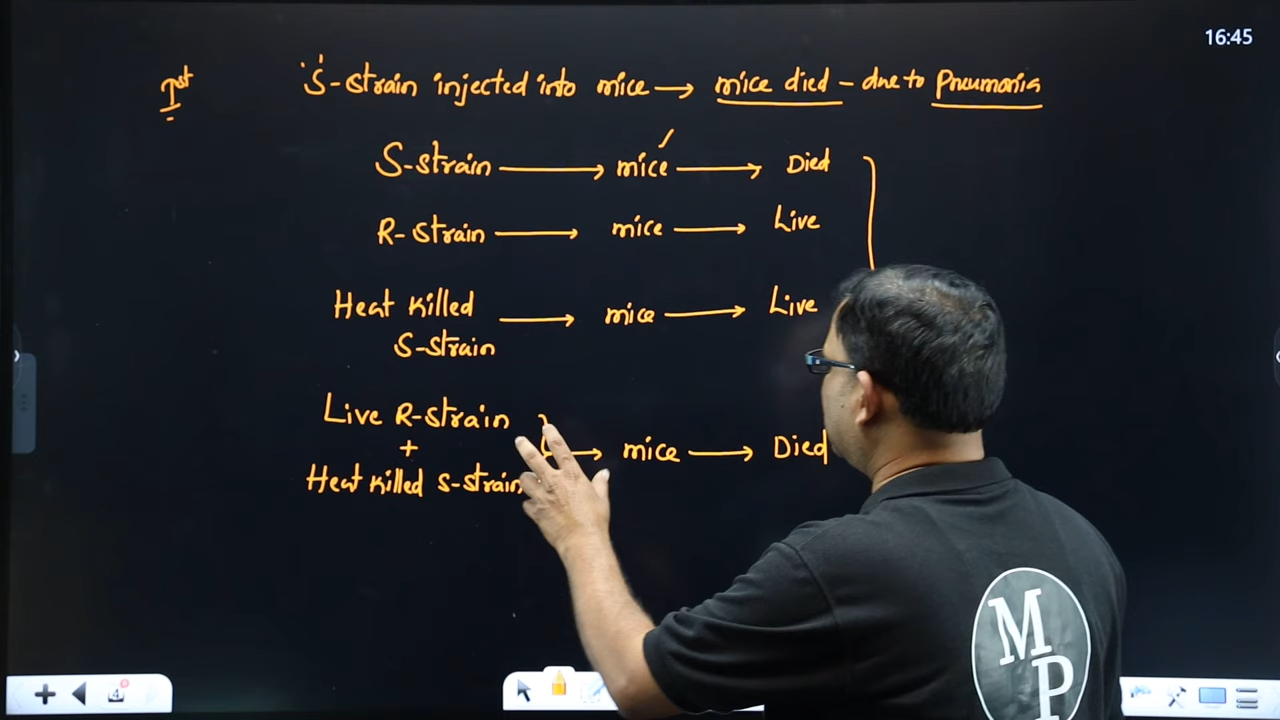 16:45
Ist 'S'-strain injected into mice → mice died - due to Pneumonia
S-strain → mice ✓ → Died
R-strain → mice → Live
Heat killed S-strain → mice → Live
Live R-strain
+ → mice → Died
Heat killed S-strain
4
M
P